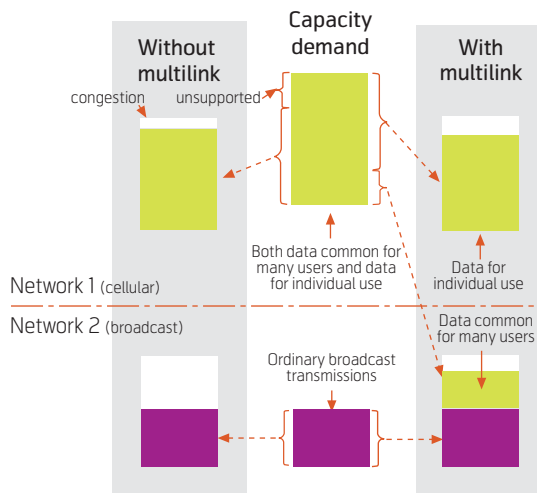 Without
multilink
Capacity
demand
With
multilink
congestion
unsupported
Both data common for
many users and data
for individual use
Data for
individual use
Network 1 (cellular)
Network 2 (broadcast)
Data common
for many users
Ordinary broadcast
transmissions